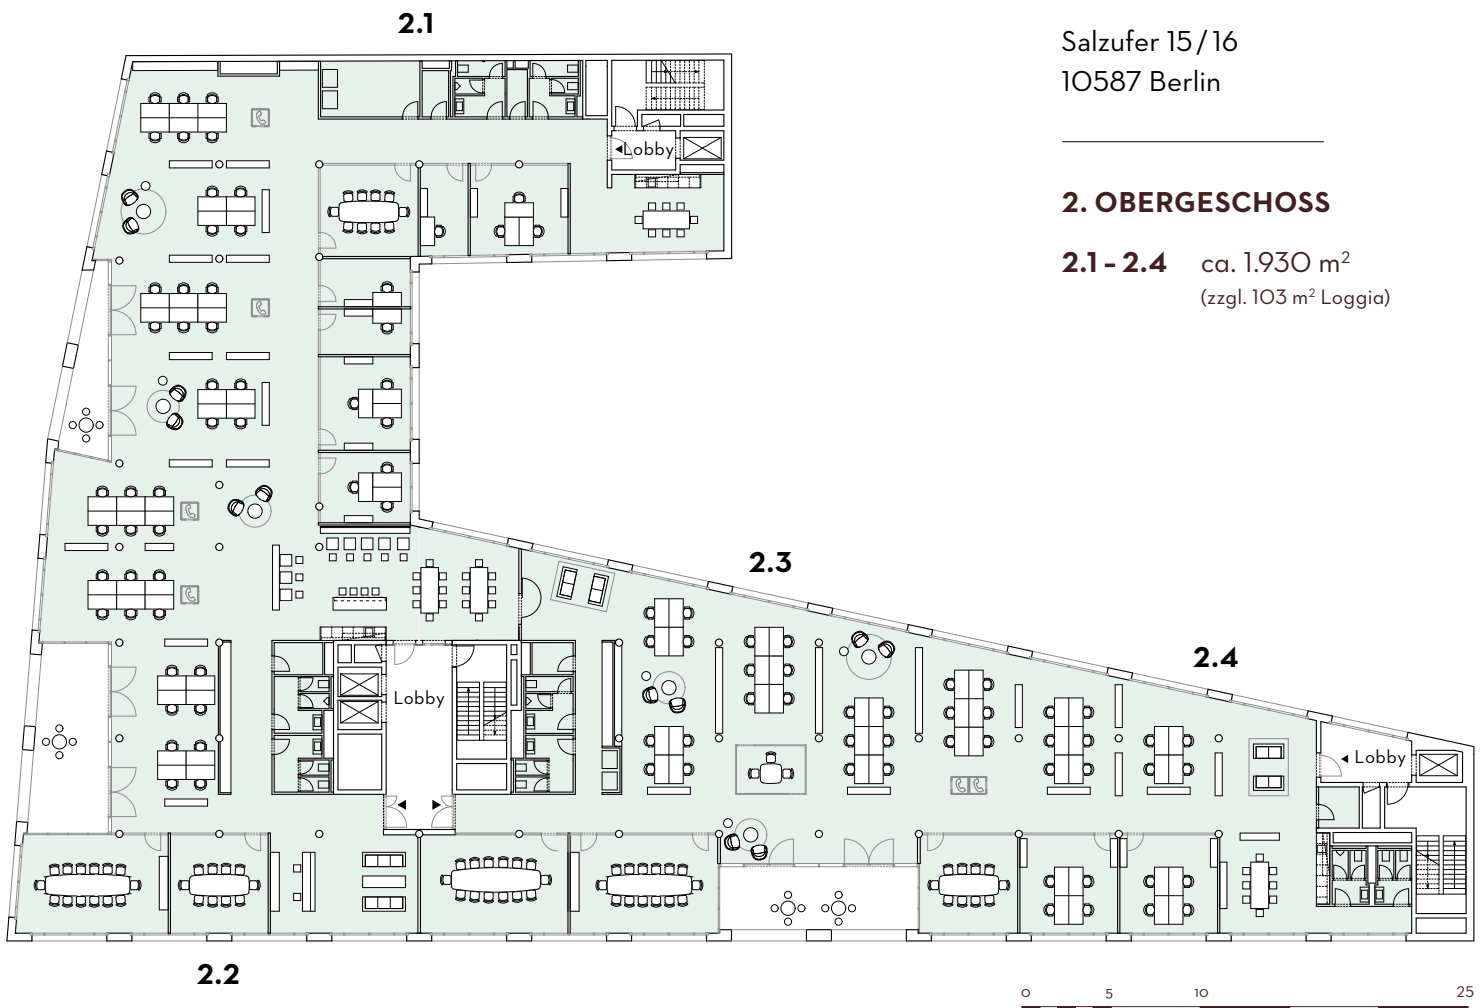 2.1
Salzufer 15/16
10587 Berlin
Lobby
2. OBERGESCHOSS
2.1 – 2.4 ca. 1.930 m²
(zzgl. 103 m² Loggia)
2.3
2.4
Lobby
Lobby
2.2
0 5 10 25